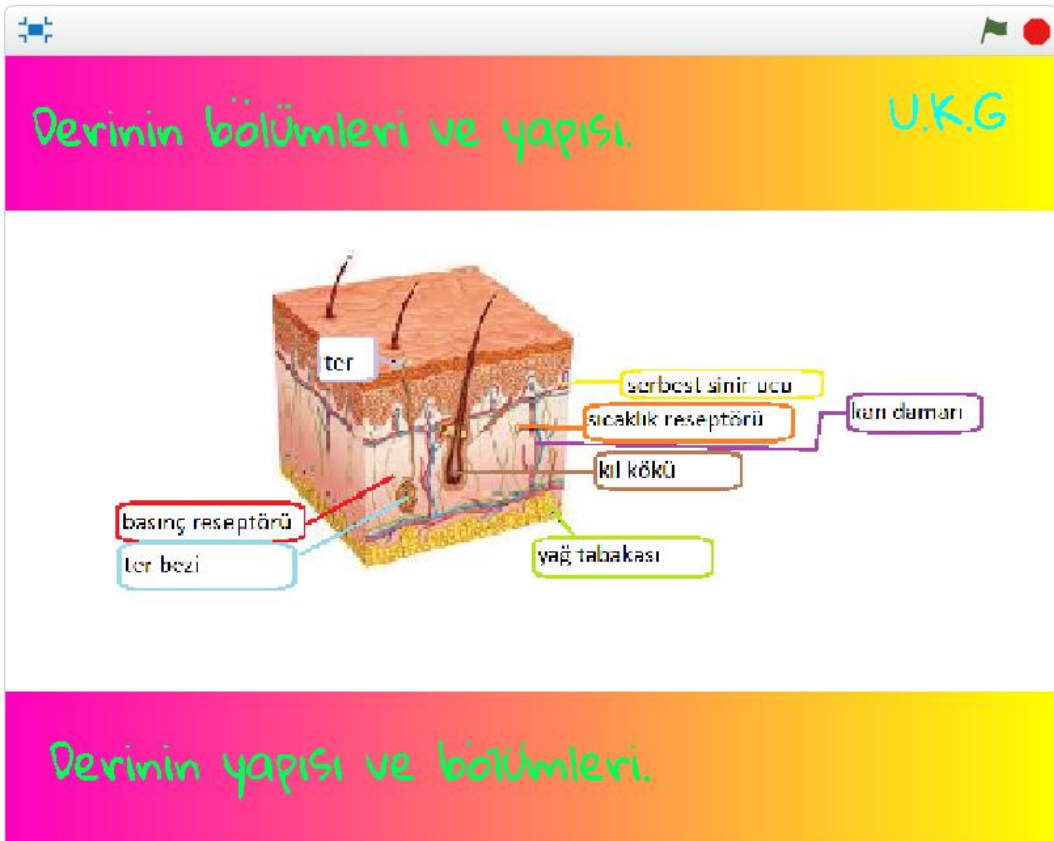 Derinin bölümleri ve yapısı.
U.K.G
ter
serbest sinir ucu
kan damarı
sıcaklık reseptörü
kıl kökü
basınç reseptörü
yağ tabakası
ter bezi
Derinin yapısı ve bölümleri.